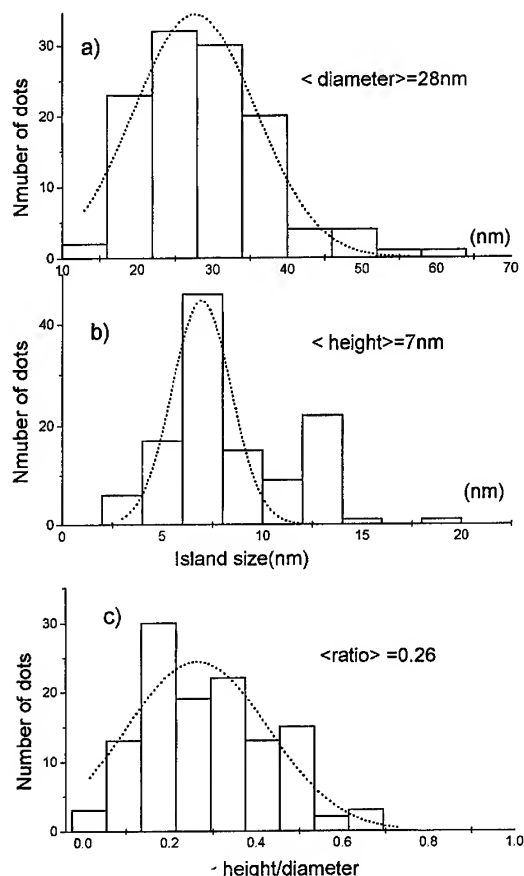 Nmuber of dots
30
20
10
0
a)
< diameter>=28nm
(nm)
10 20 30 40 50 60 70
Nmuber of dots
40
20
0
b)
< height>=7nm
(nm)
0 5 10 15 20
Island size(nm)
Number of dots
30
20
10
0
c)
<ratio> =0.26
0.0 0.2 0.4 0.6 0.8 1.0
height/diameter